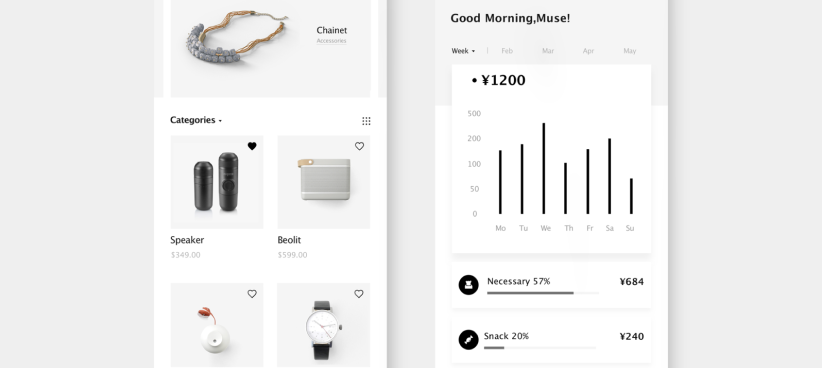 Chainet
Accessories
Categories
Speaker
$349.00
Beolit
$599.00
Good Morning,Muse!
Week Feb Mar Apr May
¥1200
500
200
100
50
0
Mo Tu We Th Fr Sa Su
Necessary 57% ¥684
Snack 20% ¥240